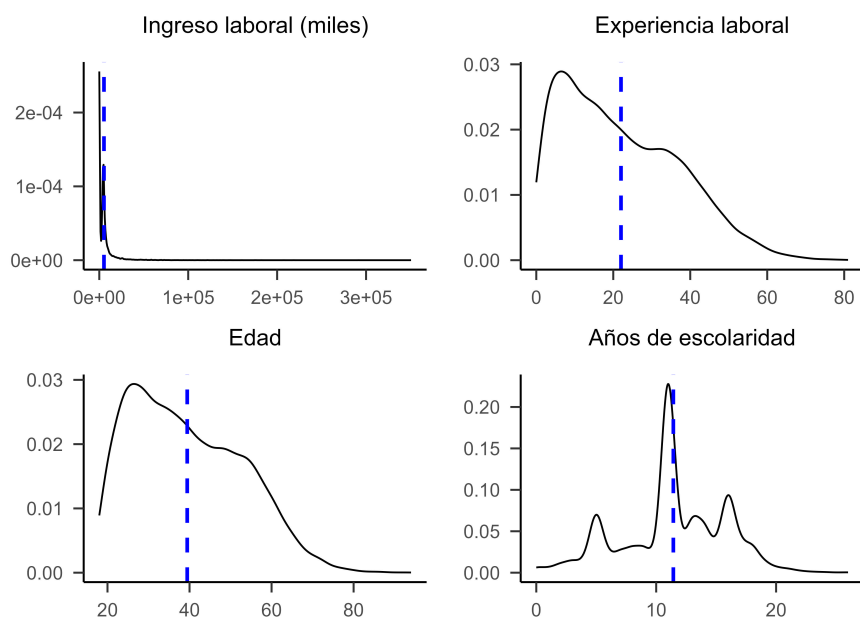 Ingreso laboral (miles)
2e-04
1e-04
0e+00
0e+00 1e+05 2e+05 3e+05
Experiencia laboral
0.03
0.02
0.01
0.00
0 20 40 60 80
Edad
0.03
0.02
0.01
0.00
20 40 60 80
Años de escolaridad
0.20
0.15
0.10
0.05
0.00
0 10 20